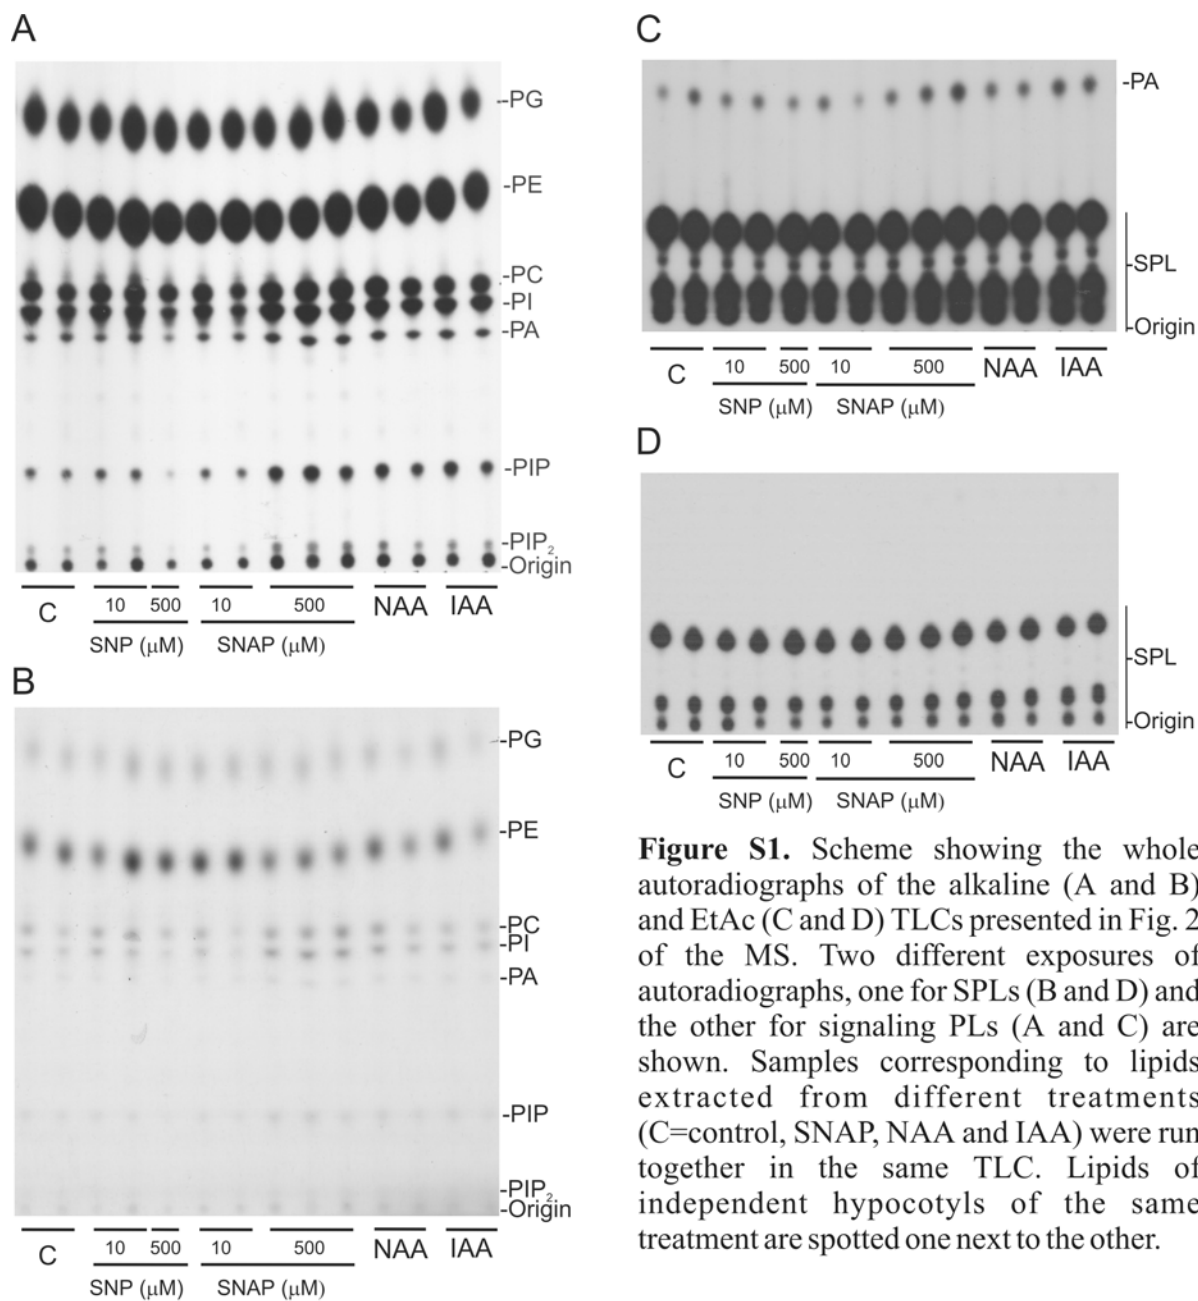 A
-PG
-PE
-PC
-PI
-PA
-PIP
-PIP2
-Origin
C 10 500 10 500 NAA IAA
SNP (μM) SNAP (μM)
B
-PG
-PE
-PC
-PI
-PA
-PIP
-PIP2
-Origin
C 10 500 10 500 NAA IAA
SNP (μM) SNAP (μM)
C
-PA
-SPL
-Origin
C 10 500 10 500 NAA IAA
SNP (μM) SNAP (μM)
D
-SPL
-Origin
C 10 500 10 500 NAA IAA
SNP (μM) SNAP (μM)
Figure S1. Scheme showing the whole
autoradiographs of the alkaline (A and B)
and EtAc (C and D) TLCs presented in Fig. 2
of the MS. Two different exposures of
autoradiographs, one for SPLs (B and D) and
the other for signaling PLs (A and C) are
shown. Samples corresponding to lipids
extracted from different treatments
(C=control, SNAP, NAA and IAA) were run
together in the same TLC. Lipids of
independent hypocotyls of the same
treatment are spotted one next to the other.